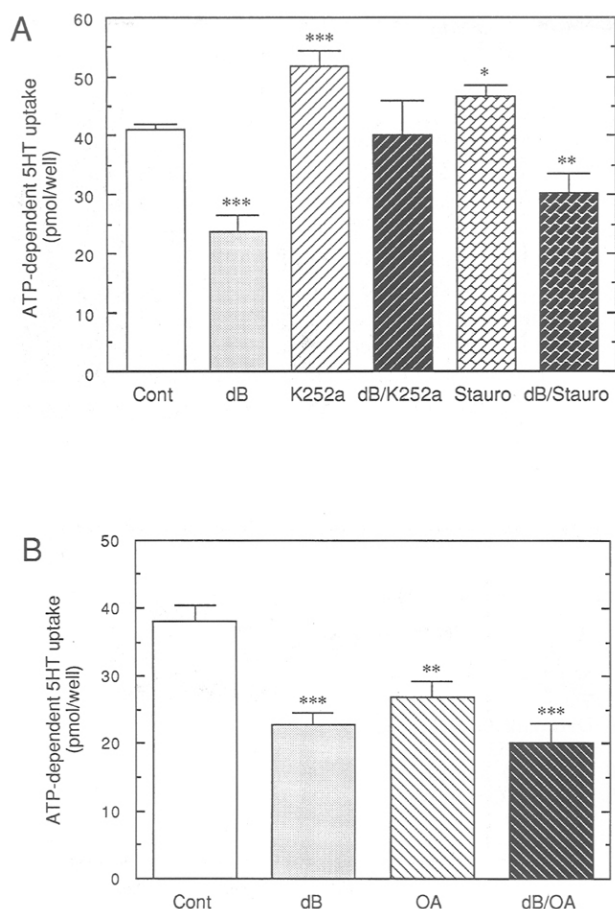 A
ATP-dependent 5HT uptake
(pmol/well)
60
50
40
30
20
10
0
***
***
*
**
Cont dB K252a dB/K252a Stauro dB/Stauro
B
ATP-dependent 5HT uptake
(pmol/well)
50
40
30
20
10
0
***
**
***
Cont dB OA dB/OA